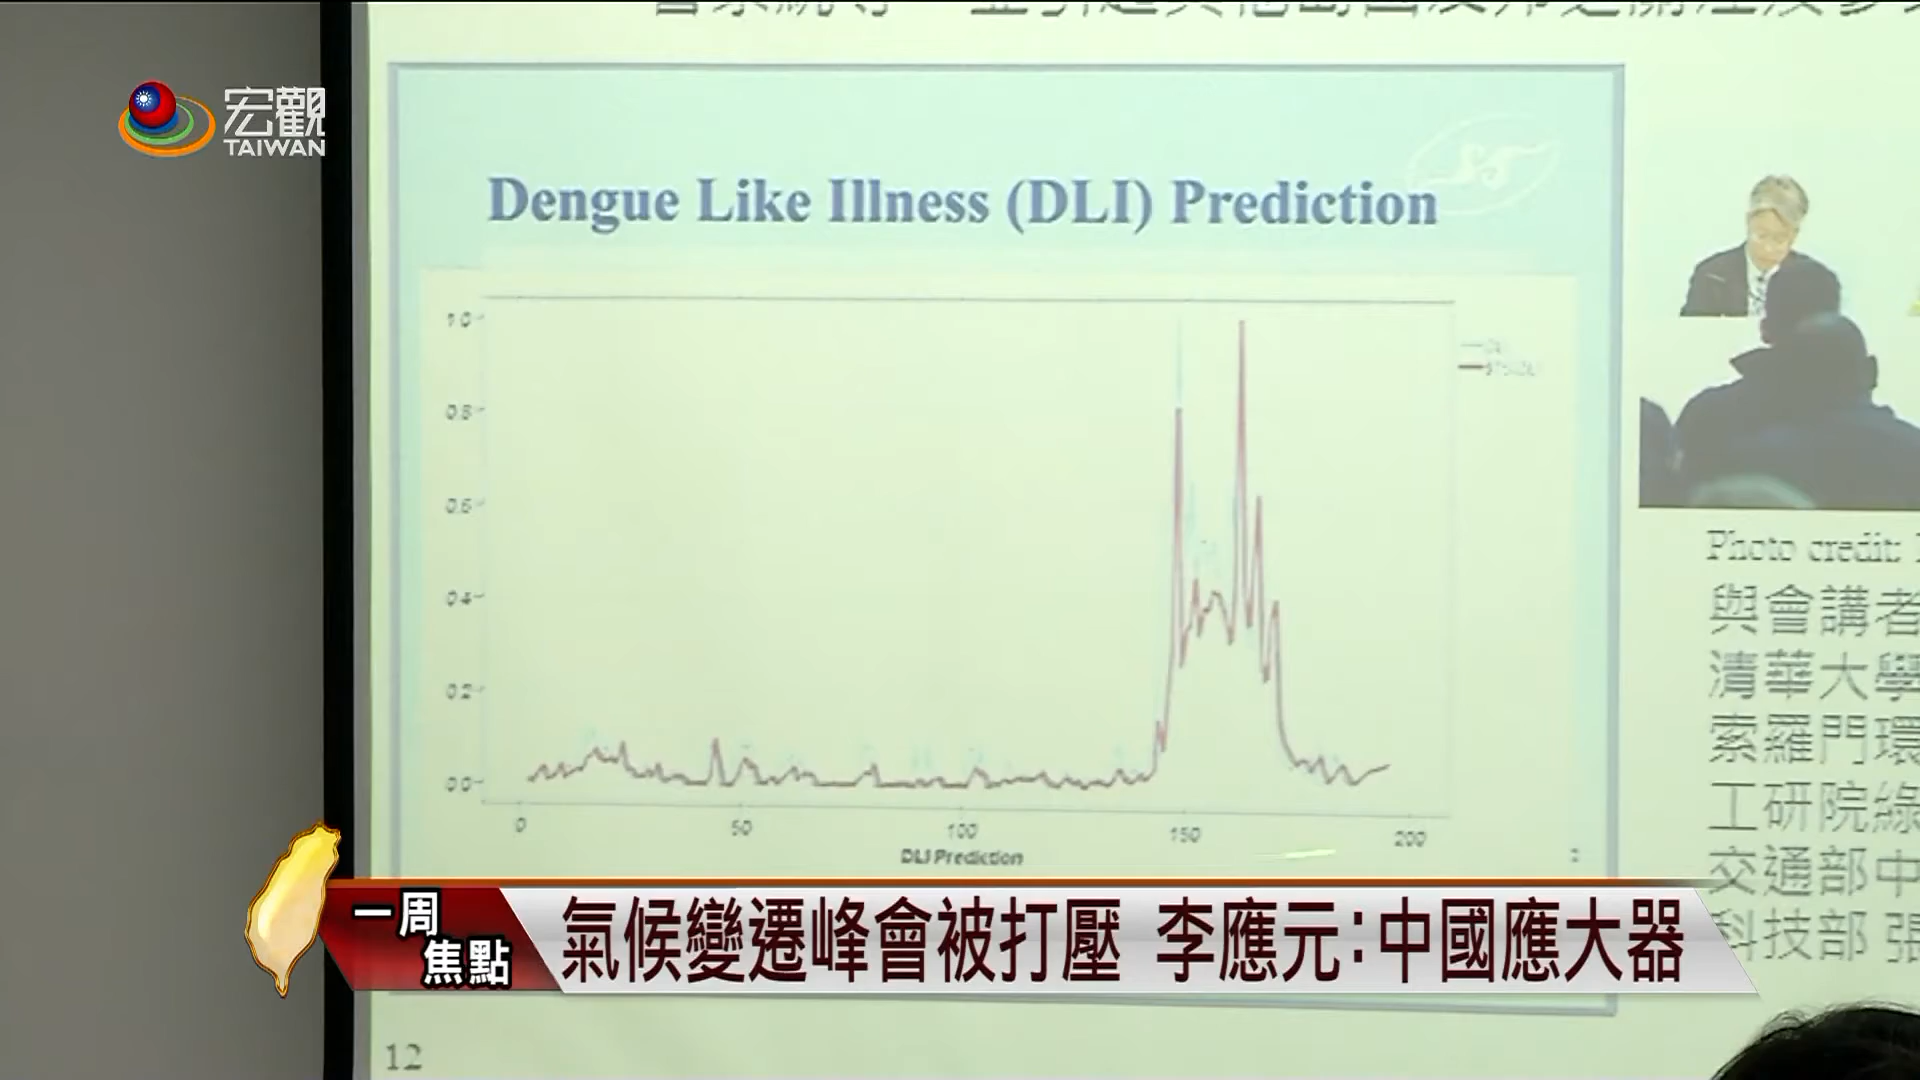 宏觀
TAIWAN
Dengue Like Illness (DLI) Prediction
1.0
0.8
0.6
0.4
0.2
0.0
0 50 100 150 200
DLI Prediction
Photo credit:
與會講者
清華大學
索羅門環
工研院綠
交通部中
科技部 張
一周
焦點
氣候變遷峰會被打壓 李應元:中國應大器
12